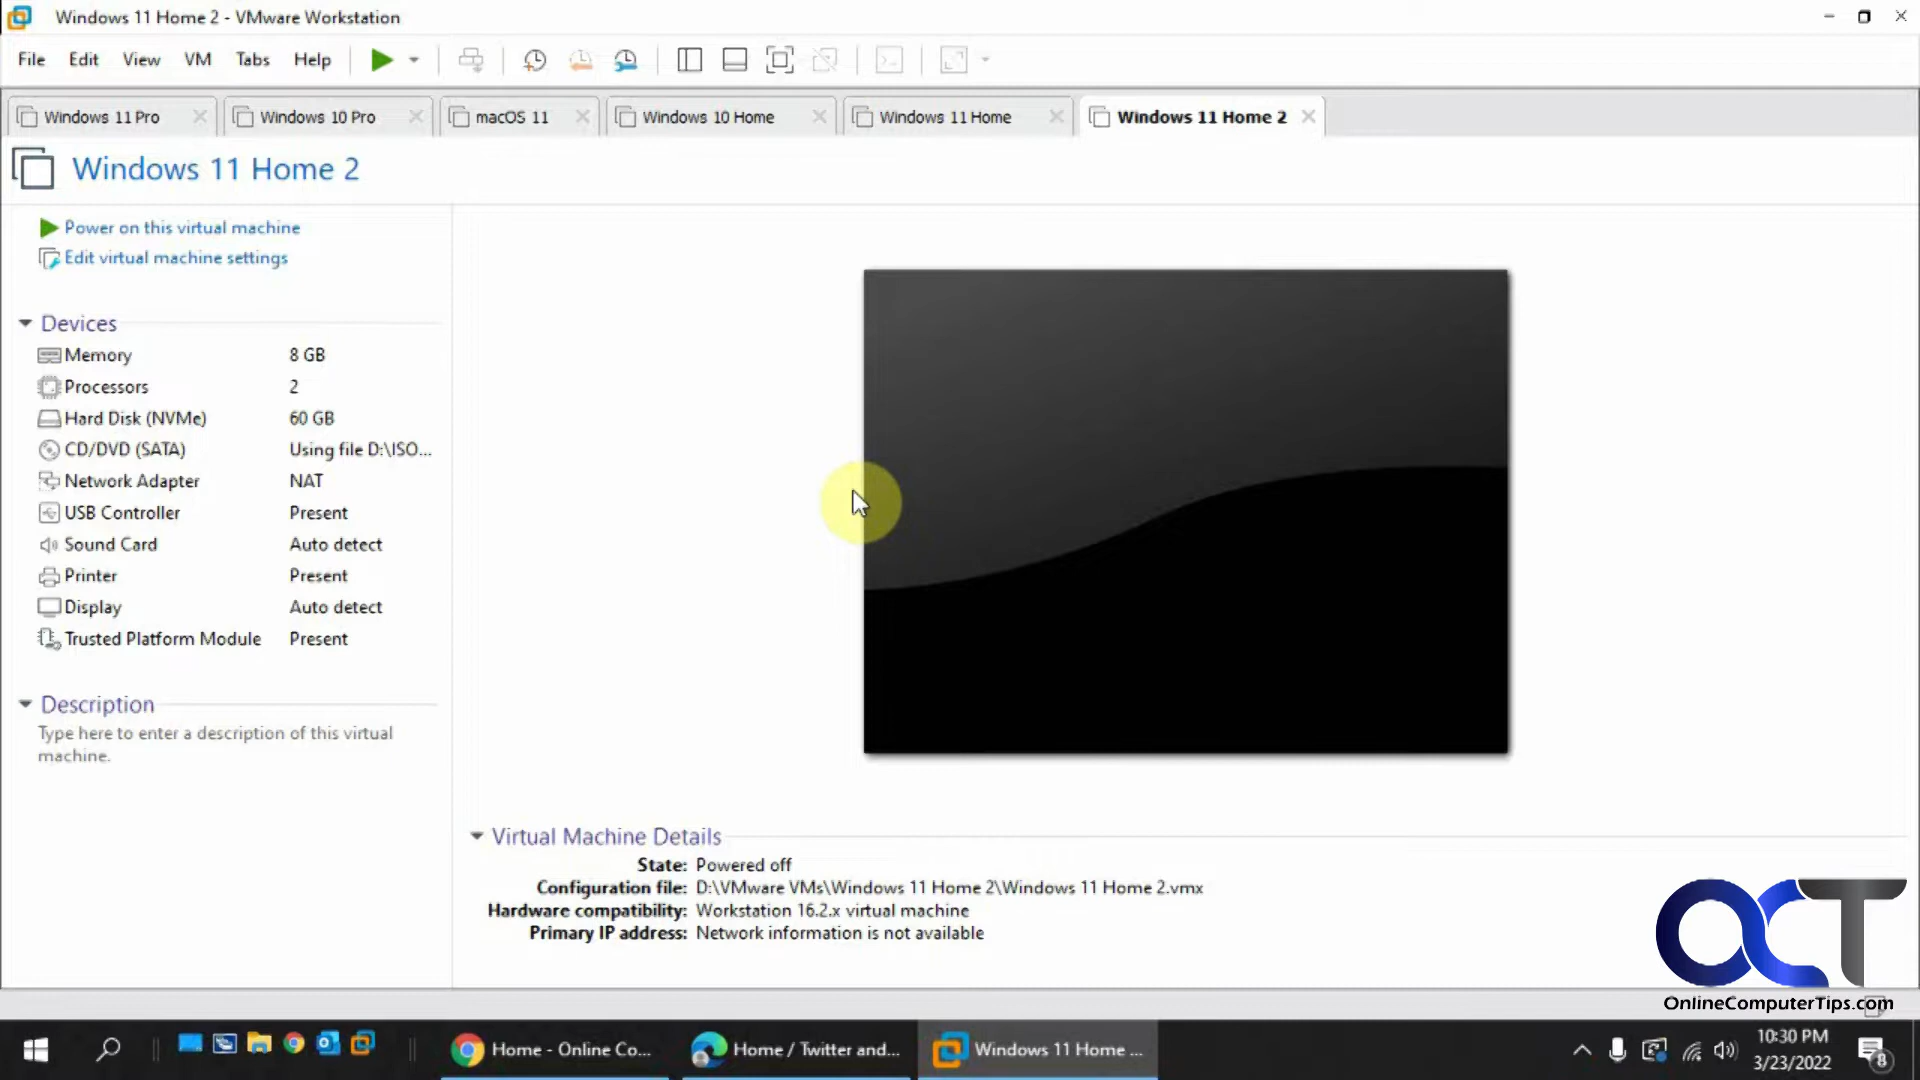 Windows 11 Home 2 - VMware Workstation
File Edit View VM Tabs Help
Windows 11 Pro Windows 10 Pro macOS 11 Windows 10 Home Windows 11 Home Windows 11 Home 2
Windows 11 Home 2
Power on this virtual machine
Edit virtual machine settings
Devices
Memory 8 GB
Processors 2
Hard Disk (NVMe) 60 GB
CD/DVD (SATA) Using file D:\ISO...
Network Adapter NAT
USB Controller Present
Sound Card Auto detect
Printer Present
Display Auto detect
Trusted Platform Module Present
Description
Type here to enter a description of this virtual
machine.
Virtual Machine Details
State: Powered off
Configuration file: D:\VMware VMs\Windows 11 Home 2\Windows 11 Home 2.vmx
Hardware compatibility: Workstation 16.2.x virtual machine
Primary IP address: Network information is not available
OCT
OnlineComputerTips.com
Home - Online Co... Home / Twitter and... Windows 11 Home ...
10:30 PM
3/23/2022
8